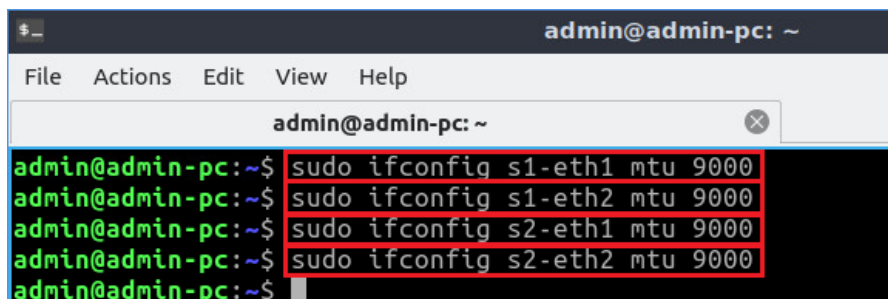 $_ admin@admin-pc: ~
File Actions Edit View Help
admin@admin-pc: ~
admin@admin-pc:~$ sudo ifconfig s1-eth1 mtu 9000
admin@admin-pc:~$ sudo ifconfig s1-eth2 mtu 9000
admin@admin-pc:~$ sudo ifconfig s2-eth1 mtu 9000
admin@admin-pc:~$ sudo ifconfig s2-eth2 mtu 9000
admin@admin-pc:~$